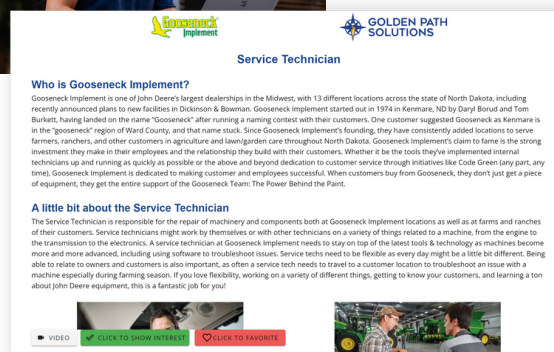 Gooseneck
Implement
GOLDEN PATH
SOLUTIONS
Service Technician
Who is Gooseneck Implement?
Gooseneck Implement is one of John Deere's largest dealerships in the Midwest, with 13 different locations across the state of North Dakota, including
recently announced plans to new facilities in Dickinson & Bowman. Gooseneck Implement started out in 1974 in Kenmare, ND by Daryl Borud and Tom
Burkett, having landed on the name "Gooseneck" after running a naming contest with their customers. One customer suggested Gooseneck as Kenmare is
in the "gooseneck" region of Ward County, and that name stuck. Since Gooseneck Implement's founding, they have consistently added locations to serve
farmers, ranchers, and other customers in agriculture and lawn/garden care throughout North Dakota. Gooseneck Implement's claim to fame is the strong
investment they make in their employees and the relationship they build with their customers. Whether it be the tools they've implemented internal
technicians up and running as quickly as possible or the above and beyond dedication to customer service through initiatives like Code Green (any part, any
time), Gooseneck Implement is dedicated to making customer and employees successful. When customers buy from Gooseneck, they don't just get a piece
of equipment, they get the entire support of the Gooseneck Team: The Power Behind the Paint.
A little bit about the Service Technician
The Service Technician is responsible for the repair of machinery and components both at Gooseneck Implement locations as well as at farms and ranches
of their customers. Service technicians might work by themselves or with other technicians on a variety of things related to a machine, from the engine to
the transmission to the electronics. A service technician at Gooseneck Implement needs to stay on top of the latest tools & technology as machines become
more and more advanced, including using software to troubleshoot issues. Service techs need to be flexible as every day might be a little bit different. Being
able to relate to owners and customers is also important, as often a service tech needs to travel to a customer location to troubleshoot an issue with a
machine especially during farming season. If you love flexibility, working on a variety of different things, getting to know your customers, and learning a ton
about John Deere equipment, this is a fantastic job for you!
VIDEO
CLICK TO SHOW INTEREST
CLICK TO FAVORITE